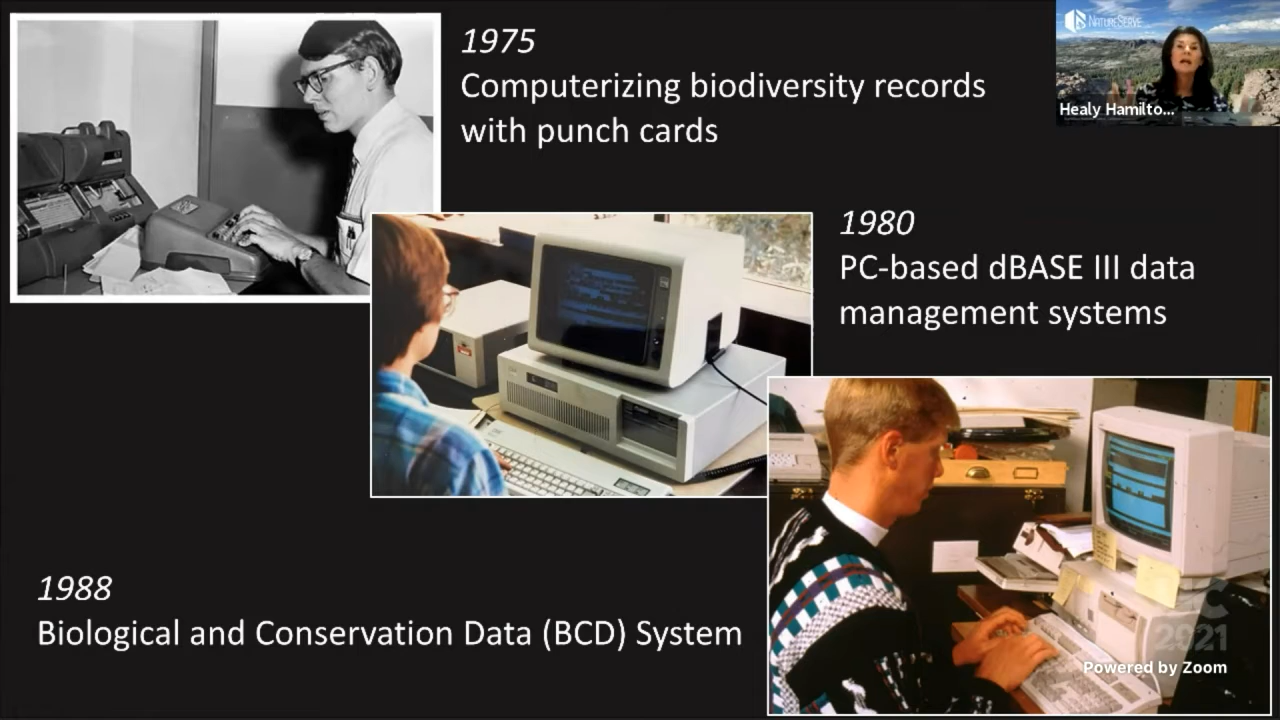 1975
Computerizing biodiversity records
with punch cards
NATURESERVE
Healy Hamilto...
1980
PC-based dBASE III data
management systems
1988
Biological and Conservation Data (BCD) System
2021
Powered by Zoom